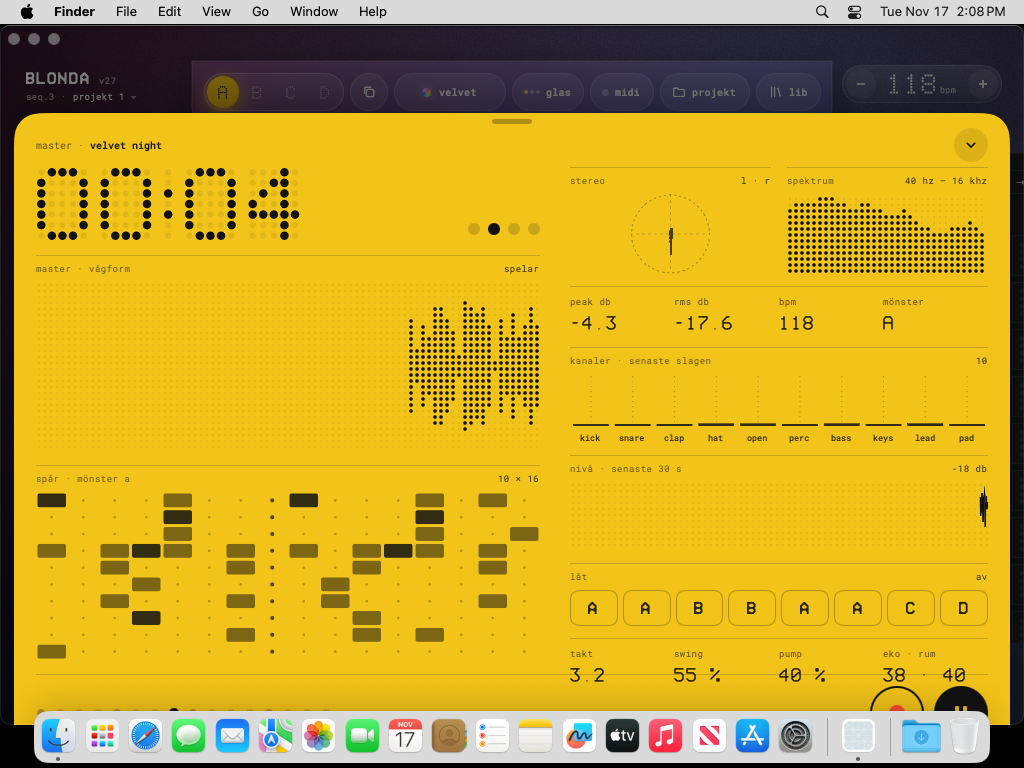 Finder File Edit View Go Window Help Tue Nov 17 2:08 PM
BLONDA v27
seq.3 · projekt 1
A B C D velvet glas midi projekt lib − 118 bpm +
master · velvet night
00:04
stereo l · r
spektrum 40 hz – 16 khz
master · vågform spelar
peak db rms db bpm mönster
-4.3 -17.6 118 A
kanaler · senaste slagen 10
kick snare clap hat open perc bass keys lead pad
nivå · senaste 30 s -18 db
spår · mönster a 10 × 16
låt av
A A B B A A C D
takt swing pump eko · rum
3.2 55 % 40 % 38 · 40
NOV
17
tv